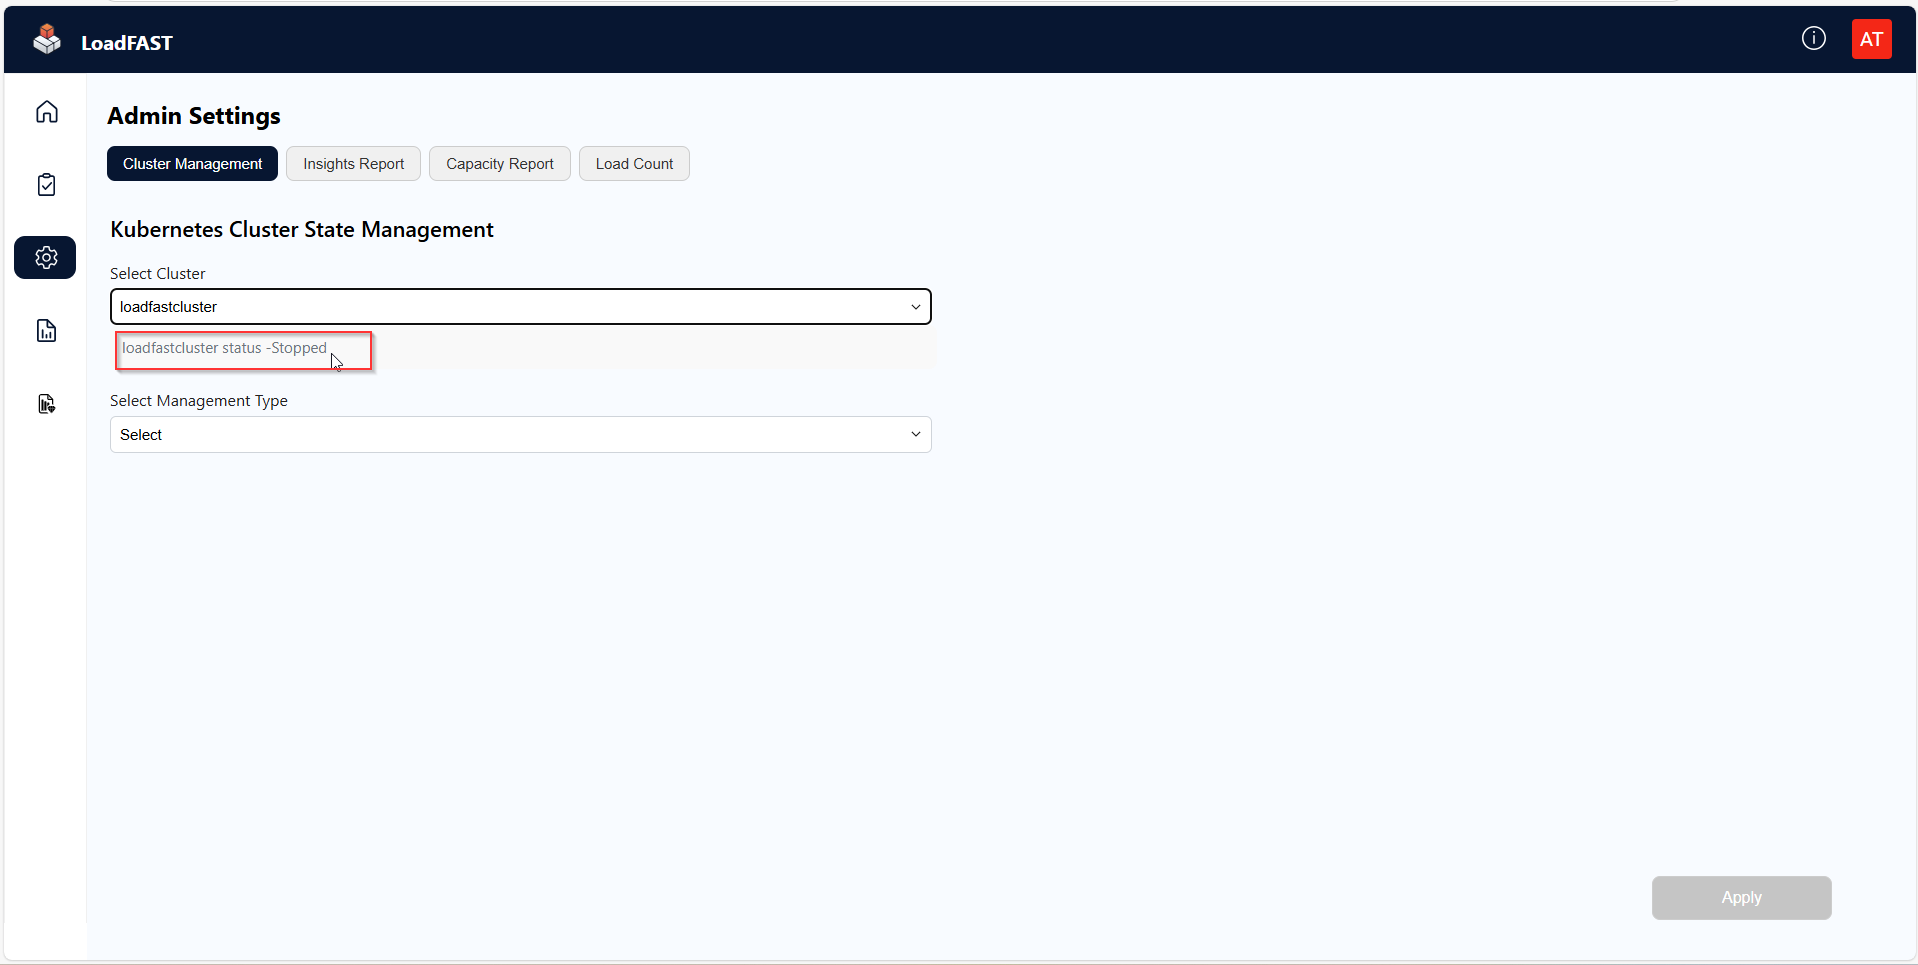 LoadFAST
AT
Admin Settings
Cluster Management
Insights Report
Capacity Report
Load Count
Kubernetes Cluster State Management
Select Cluster
loadfastcluster
loadfastcluster status -Stopped
Select Management Type
Select
Apply